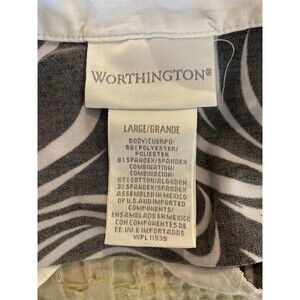 WORTHINGTON®
LARGE/GRANDE
BODY/CUERPO:
92% POLYESTER/
POLIESTER
8% SPANDEX/SPANDEX
COMBINATION/
COMBINACION:
97% COTTON/ALGODON
3% SPANDEX/SPANDEX
ASSEMBLED IN MEXICO
OF U.S. AND IMPORTED
COMPONENTS
ENSAMBLADO EN MEXICO
CON COMPONENTES DE
EE.UU. E IMPORTADOS
WPL 11936